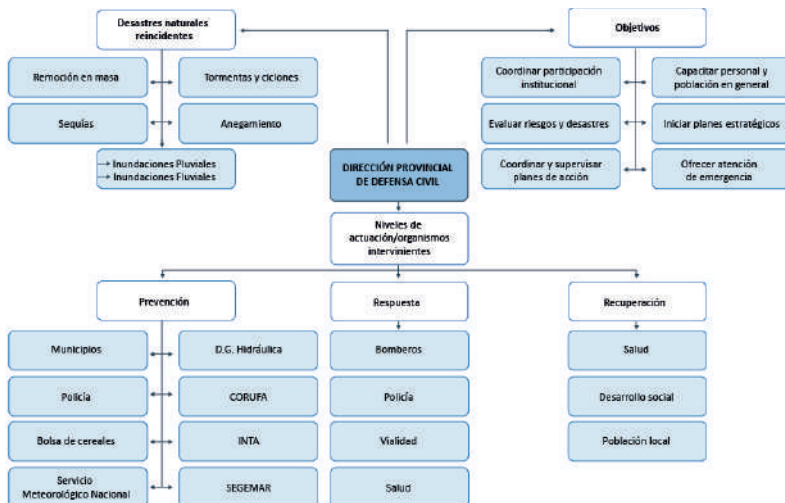 Desastres naturales
reincidentes
Objetivos
Remoción en masa
Tormentas y ciclones
Sequías
Anegamiento
Inundaciones Pluviales
Inundaciones Fluviales
Coordinar participación
institucional
Capacitar personal y
población en general
Evaluar riesgos y desastres
Iniciar planes estratégicos
Coordinar y supervisar
planes de acción
Ofrecer atención
de emergencia
DIRECCIÓN PROVINCIAL
DE DEFENSA CIVIL
Niveles de
actuación/organismos
intervinientes
Prevención
Respuesta
Recuperación
Municipios
D.G. Hidráulica
Bomberos
Salud
Policía
CORUFA
Policía
Desarrollo social
Bolsa de cereales
INTA
Vialidad
Población local
Servicio
Meteorológico Nacional
SEGEMAR
Salud